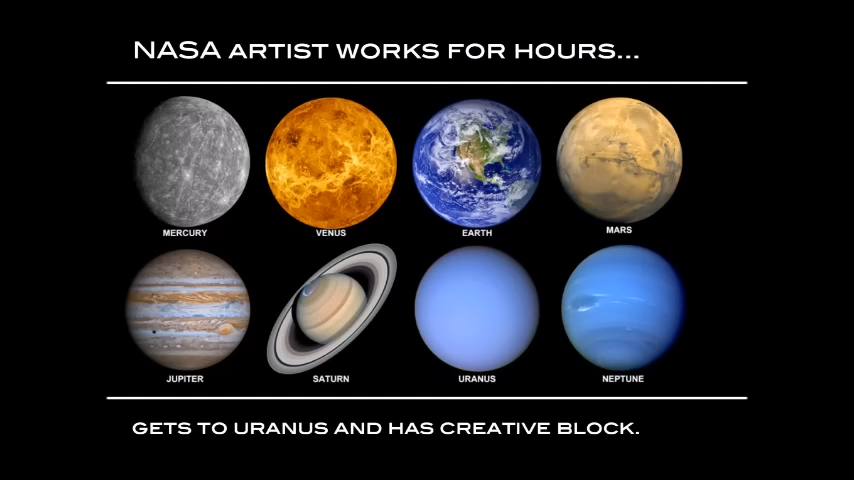 NASA ARTIST WORKS FOR HOURS...
MERCURY VENUS EARTH MARS
JUPITER SATURN URANUS NEPTUNE
GETS TO URANUS AND HAS CREATIVE BLOCK.